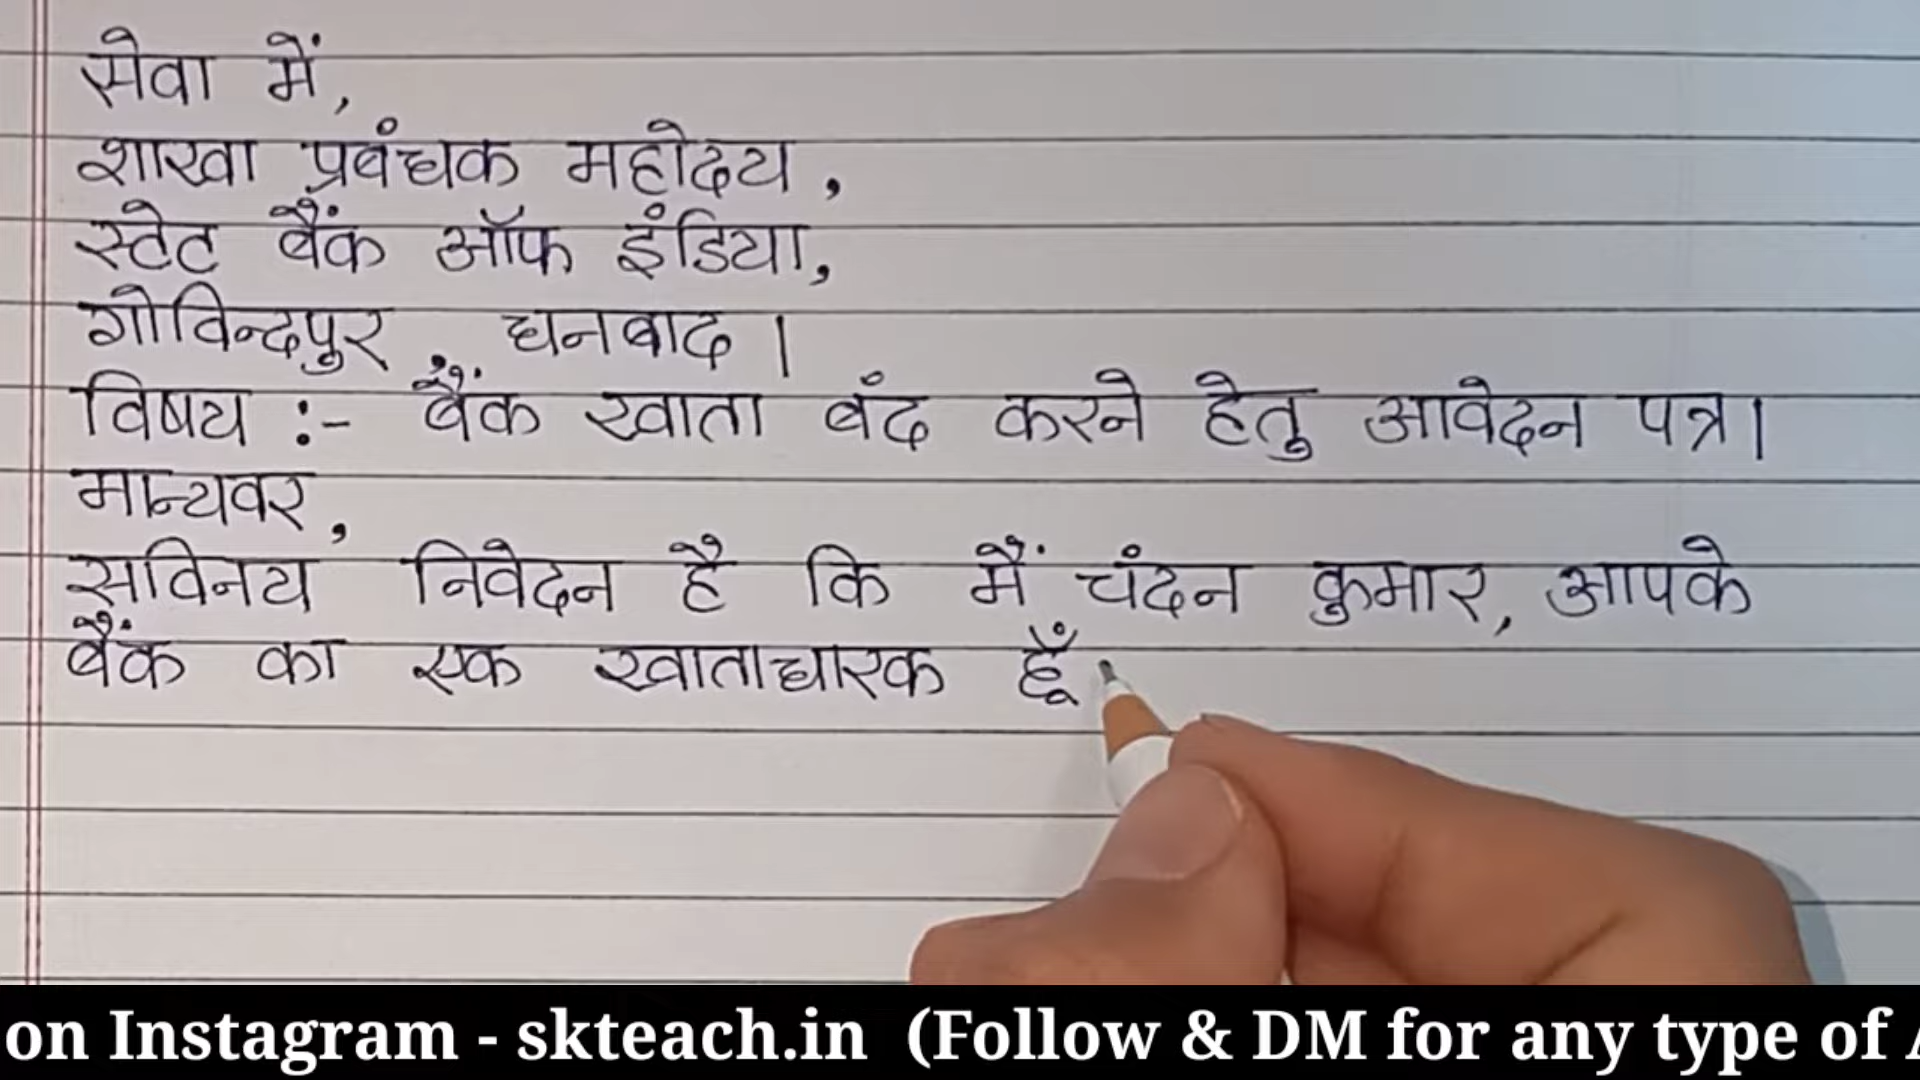 सेवा में,
शाखा प्रबंधक महोदय,
स्टेट बैंक ऑफ इंडिया,
गोविन्दपुर धनबाद।
विषय :- बैंक खाता बंद करने हेतु आवेदन पत्र।
मान्यवर,
सविनय निवेदन है कि मैं चंदन कुमार, आपके
बैंक का एक खाताधारक हूँ
on Instagram - skteach.in (Follow & DM for any type of